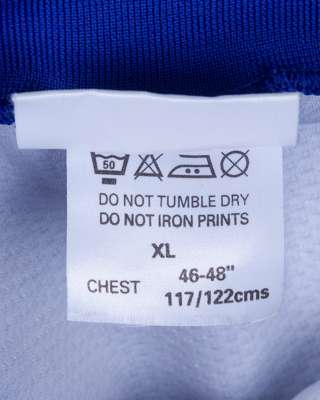 50
DO NOT TUMBLE DRY
DO NOT IRON PRINTS
XL
CHEST 46-48"
117/122cms